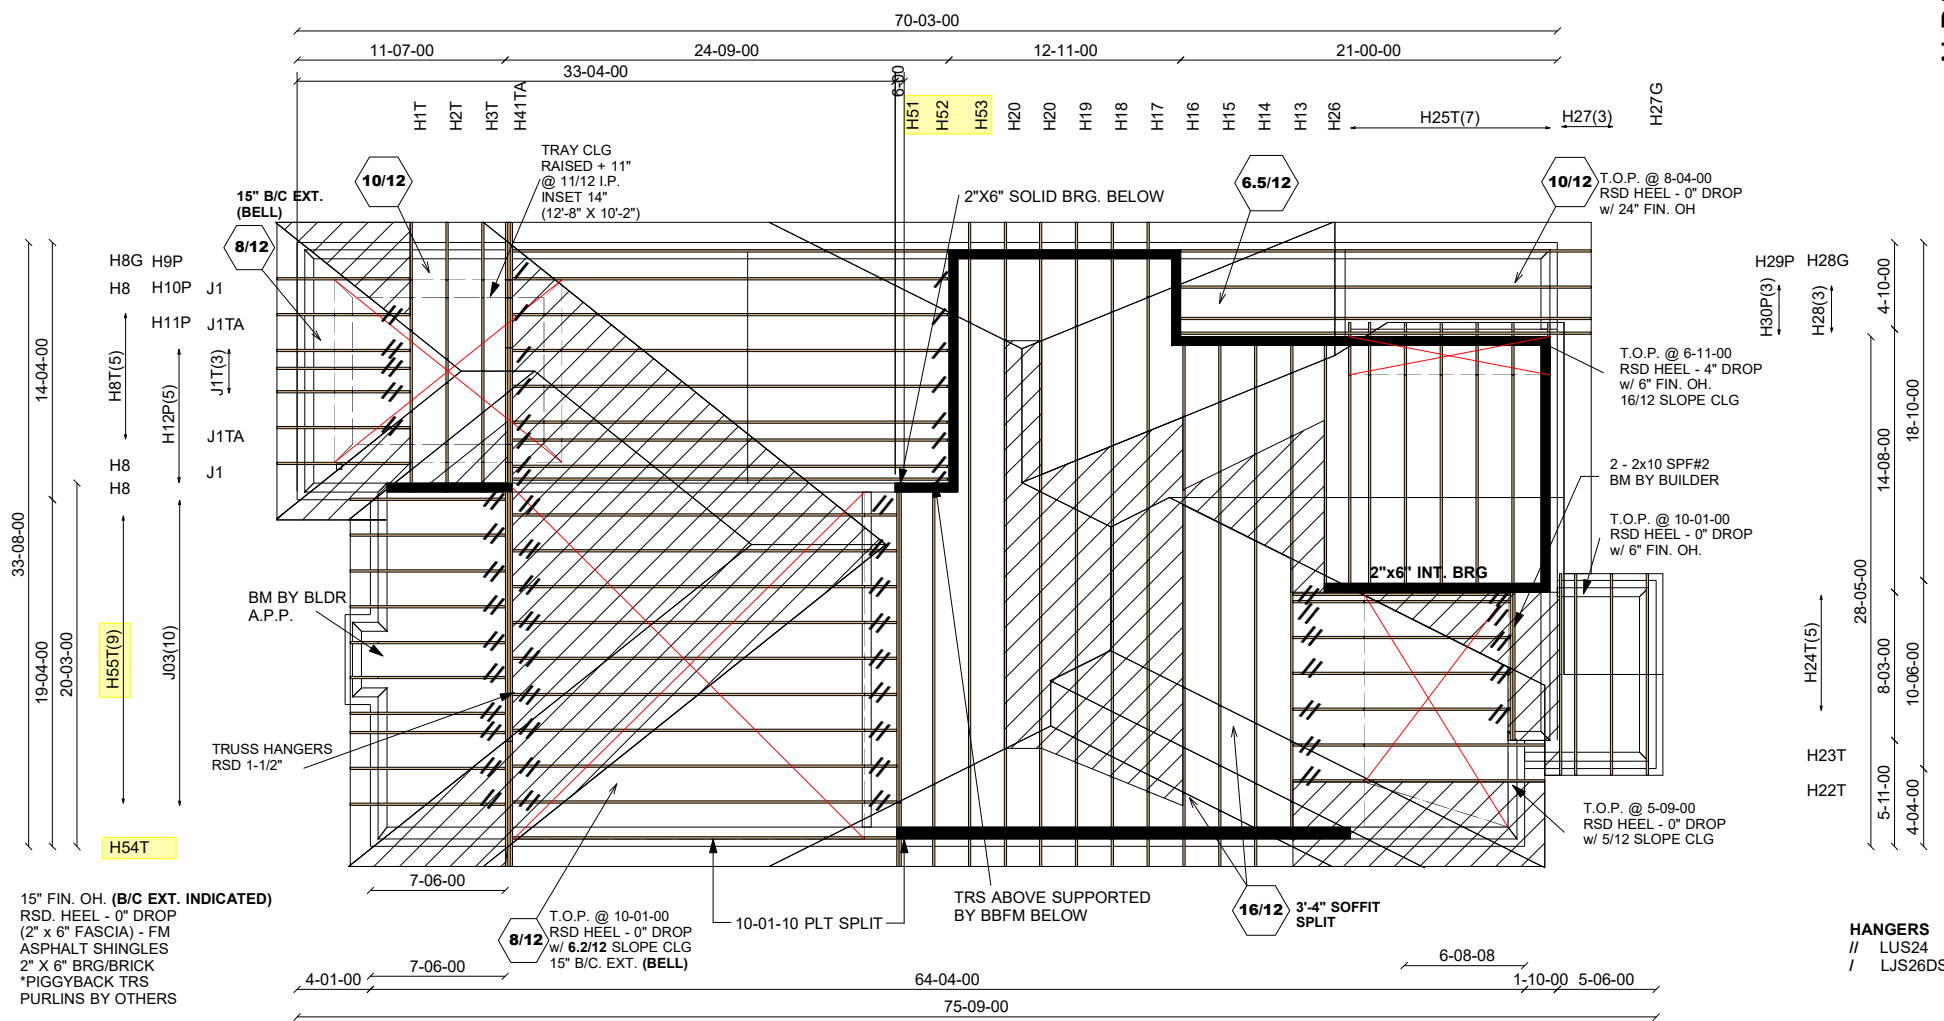 70-03-00
11-07-00
24-09-00
12-11-00
21-00-00
33-04-00
6-00
H1T
H2T
H3T
H41TA
H51
H52
H53
H20
H20
H19
H18
H17
H16
H15
H14
H13
H26
H25T(7)
H27(3)
H27G
TRAY CLG
RAISED + 11"
@ 11/12 I.P.
INSET 14"
(12'-8" X 10'-2")
10/12
15" B/C EXT.
(BELL)
8/12
2"X6" SOLID BRG. BELOW
6.5/12
10/12
T.O.P. @ 8-04-00
RSD HEEL - 0" DROP
w/ 24" FIN. OH
H8G
H9P
H8
H10P
J1
H11P
J1TA
H8T(5)
H12P(5)
J1T(3)
J1TA
H8
J1
H8
14-04-00
33-08-00
19-04-00
20-03-00
H55T(9)
J03(10)
H54T
BM BY BLDR
A.P.P.
TRUSS HANGERS
RSD 1-1/2"
H29P
H28G
H30P(3)
H28(3)
4-10-00
18-10-00
14-08-00
28-05-00
8-03-00
10-06-00
5-11-00
4-04-00
T.O.P. @ 6-11-00
RSD HEEL - 4" DROP
w/ 6" FIN. OH.
16/12 SLOPE CLG
2 - 2x10 SPF#2
BM BY BUILDER
T.O.P. @ 10-01-00
RSD HEEL - 0" DROP
w/ 6" FIN. OH.
2"x6" INT. BRG
H24T(5)
H23T
H22T
T.O.P. @ 5-09-00
RSD HEEL - 0" DROP
w/ 5/12 SLOPE CLG
7-06-00
15" FIN. OH. (B/C EXT. INDICATED)
RSD. HEEL - 0" DROP
(2" x 6" FASCIA) - FM
ASPHALT SHINGLES
2" X 6" BRG/BRICK
*PIGGYBACK TRS
PURLINS BY OTHERS
8/12
T.O.P. @ 10-01-00
RSD HEEL - 0" DROP
w/ 6.2/12 SLOPE CLG
15" B/C. EXT. (BELL)
10-01-10 PLT SPLIT
TRS ABOVE SUPPORTED
BY BBFM BELOW
16/12
3'-4" SOFFIT
SPLIT
HANGERS
// LUS24
/ LJS26DS
6-08-08
7-06-00
4-01-00
64-04-00
1-10-00
5-06-00
75-09-00